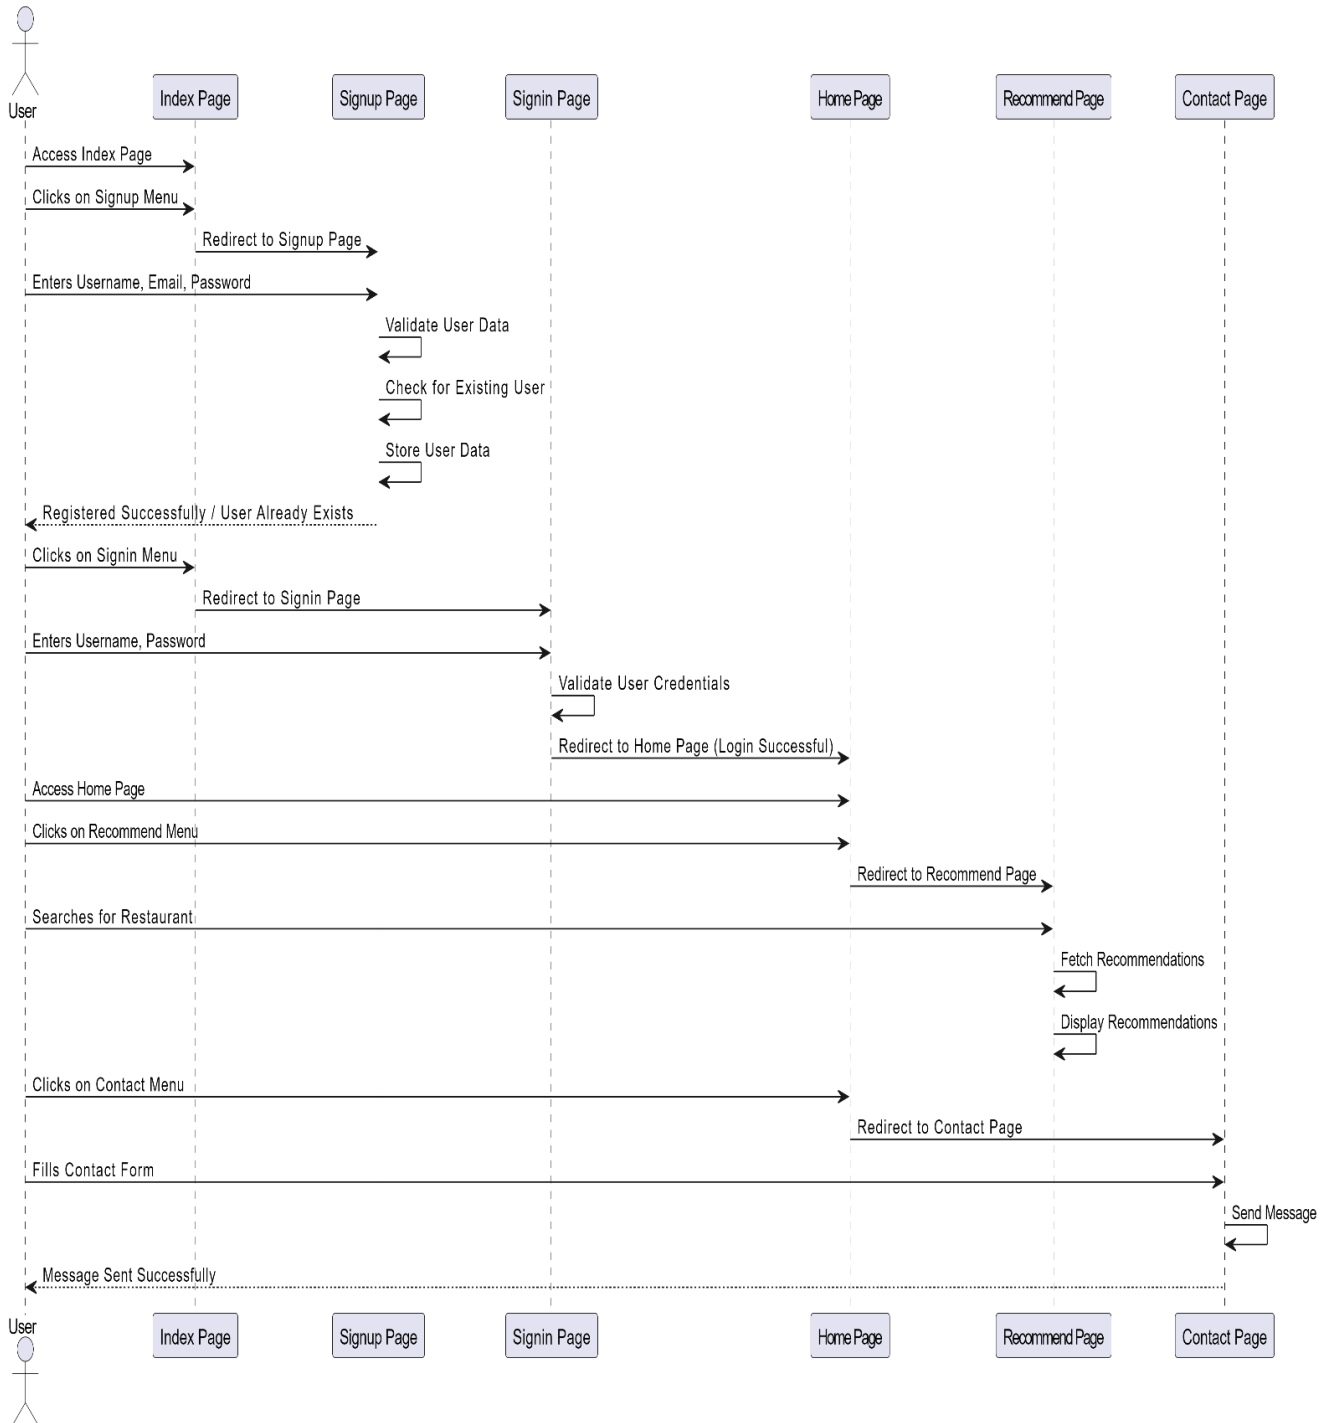 User
Index Page
Signup Page
Signin Page
Home Page
Recommend Page
Contact Page
Access Index Page
Clicks on Signup Menu
Redirect to Signup Page
Enters Username, Email, Password
Validate User Data
Check for Existing User
Store User Data
Registered Successfully / User Already Exists
Clicks on Signin Menu
Redirect to Signin Page
Enters Username, Password
Validate User Credentials
Redirect to Home Page (Login Successful)
Access Home Page
Clicks on Recommend Menu
Redirect to Recommend Page
Searches for Restaurant
Fetch Recommendations
Display Recommendations
Clicks on Contact Menu
Redirect to Contact Page
Fills Contact Form
Send Message
Message Sent Successfully
User
Index Page
Signup Page
Signin Page
Home Page
Recommend Page
Contact Page